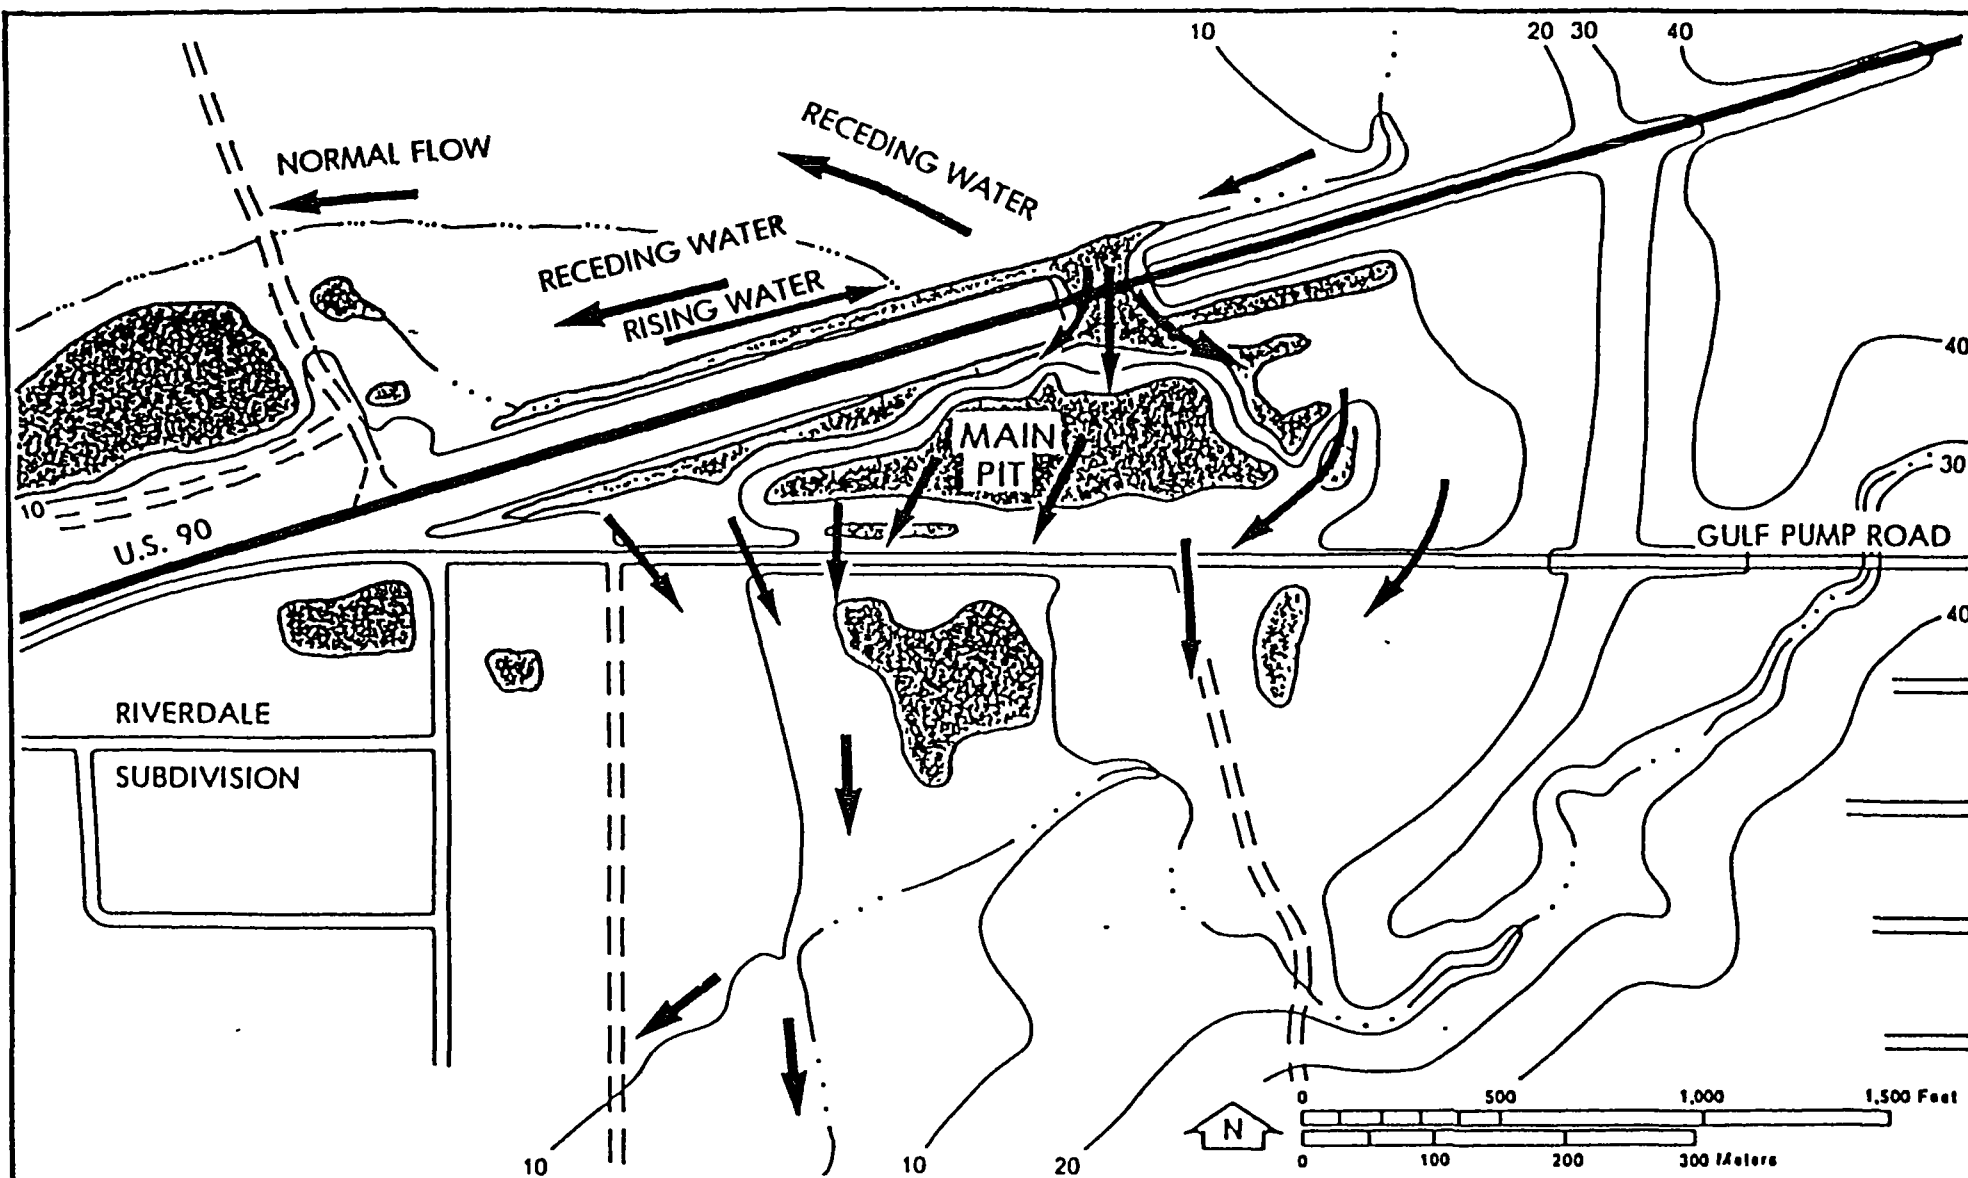 10
20
30
40
NORMAL FLOW
RECEDING WATER
RECEDING WATER
RISING WATER
40
MAIN
PIT
30
10
U.S. 90
GULF PUMP ROAD
40
RIVERDALE
SUBDIVISION
0
500
1,000
1,500 Feet
N
0
100
200
300 Meters
10
10
20